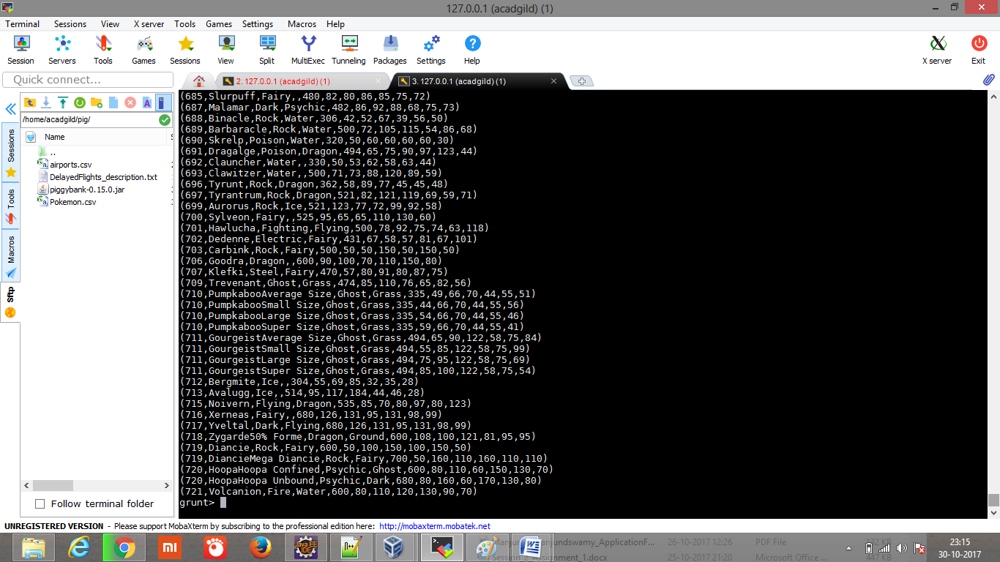 127.0.0.1 (acadgild) (1)
Terminal Sessions View X server Tools Games Settings Macros Help
Session Servers Tools Games Sessions View Split MultiExec Tunneling Packages Settings Help X server Exit
Quick connect...
2. 127.0.0.1 (acadgild) (1)
3. 127.0.0.1 (acadgild) (1)
/home/acadgild/pig/
Name
..
airports.csv
DelayedFlights_description.txt
piggybank-0.15.0.jar
Pokemon.csv
Sessions
Tools
Macros
Sftp
Follow terminal folder
(685,Slurpuff,Fairy,,480,82,80,86,85,75,72)
(687,Malamar,Dark,Psychic,482,86,92,88,68,75,73)
(688,Binacle,Rock,Water,306,42,52,67,39,56,50)
(689,Barbaracle,Rock,Water,500,72,105,115,54,86,68)
(690,Skrelp,Poison,Water,320,50,60,60,60,60,30)
(691,Dragalge,Poison,Dragon,494,65,75,90,97,123,44)
(692,Clauncher,Water,,330,50,53,62,58,63,44)
(693,Clawitzer,Water,,500,71,73,88,120,89,59)
(696,Tyrunt,Rock,Dragon,362,58,89,77,45,45,48)
(697,Tyrantrum,Rock,Dragon,521,82,121,119,69,59,71)
(699,Aurorus,Rock,Ice,521,123,77,72,99,92,58)
(700,Sylveon,Fairy,,525,95,65,65,110,130,60)
(701,Hawlucha,Fighting,Flying,500,78,92,75,74,63,118)
(702,Dedenne,Electric,Fairy,431,67,58,57,81,67,101)
(703,Carbink,Rock,Fairy,500,50,50,150,50,150,50)
(706,Goodra,Dragon,,600,90,100,70,110,150,80)
(707,Klefki,Steel,Fairy,470,57,80,91,80,87,75)
(709,Trevenant,Ghost,Grass,474,85,110,76,65,82,56)
(710,PumpkabooAverage Size,Ghost,Grass,335,49,66,70,44,55,51)
(710,PumpkabooSmall Size,Ghost,Grass,335,44,66,70,44,55,56)
(710,PumpkabooLarge Size,Ghost,Grass,335,54,66,70,44,55,46)
(710,PumpkabooSuper Size,Ghost,Grass,335,59,66,70,44,55,41)
(711,GourgeistAverage Size,Ghost,Grass,494,65,90,122,58,75,84)
(711,GourgeistSmall Size,Ghost,Grass,494,55,85,122,58,75,99)
(711,GourgeistLarge Size,Ghost,Grass,494,75,95,122,58,75,69)
(711,GourgeistSuper Size,Ghost,Grass,494,85,100,122,58,75,54)
(712,Bergmite,Ice,,304,55,69,85,32,35,28)
(713,Avalugg,Ice,,514,95,117,184,44,46,28)
(715,Noivern,Flying,Dragon,535,85,70,80,97,80,123)
(716,Xerneas,Fairy,,680,126,131,95,131,98,99)
(717,Yveltal,Dark,Flying,680,126,131,95,131,98,99)
(718,Zygarde50% Forme,Dragon,Ground,600,108,100,121,81,95,95)
(719,Diancie,Rock,Fairy,600,50,100,150,100,150,50)
(719,DiancieMega Diancie,Rock,Fairy,700,50,160,110,160,110,110)
(720,HoopaHoopa Confined,Psychic,Ghost,600,80,110,60,150,130,70)
(720,HoopaHoopa Unbound,Psychic,Dark,680,80,160,60,170,130,80)
(721,Volcanion,Fire,Water,600,80,110,120,130,90,70)
grunt>
UNREGISTERED VERSION - Please support MobaXterm by subscribing to the professional edition here: http://mobaxterm.mobatek.net
26-10-2017 12:26 PDF File
Session_2_Assignment_1.docx 25-10-2017 21:20 Microsoft Office ... 447 KB
23:15
30-10-2017